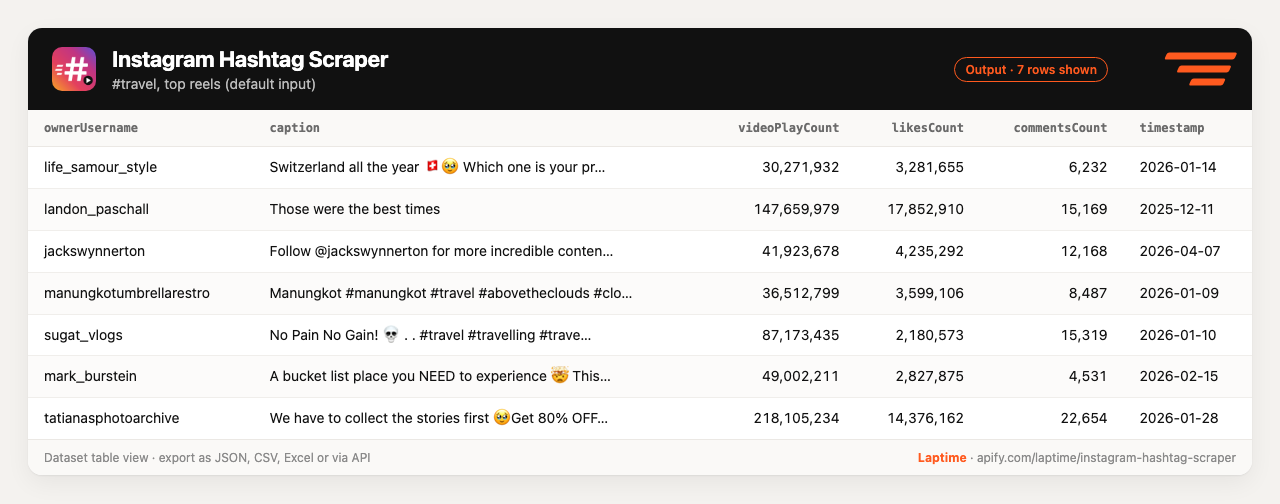 #
Instagram Hashtag Scraper
#travel, top reels (default input)
Output · 7 rows shown
ownerUsername caption videoPlayCount likesCount commentsCount timestamp
life_samour_style Switzerland all the year 🇨🇭🥹 Which one is your pr... 30,271,932 3,281,655 6,232 2026-01-14
landon_paschall Those were the best times 147,659,979 17,852,910 15,169 2025-12-11
jackswynnerton Follow @jackswynnerton for more incredible conten... 41,923,678 4,235,292 12,168 2026-04-07
manungkotumbrellarestro Manungkot #manungkot #travel #abovetheclouds #clo... 36,512,799 3,599,106 8,487 2026-01-09
sugat_vlogs No Pain No Gain! 💀 . . #travel #travelling #trave... 87,173,435 2,180,573 15,319 2026-01-10
mark_burstein A bucket list place you NEED to experience 🤯 This... 49,002,211 2,827,875 4,531 2026-02-15
tatianasphotoarchive We have to collect the stories first 🥹Get 80% OFF... 218,105,234 14,376,162 22,654 2026-01-28
Dataset table view · export as JSON, CSV, Excel or via API
Laptime · apify.com/laptime/instagram-hashtag-scraper